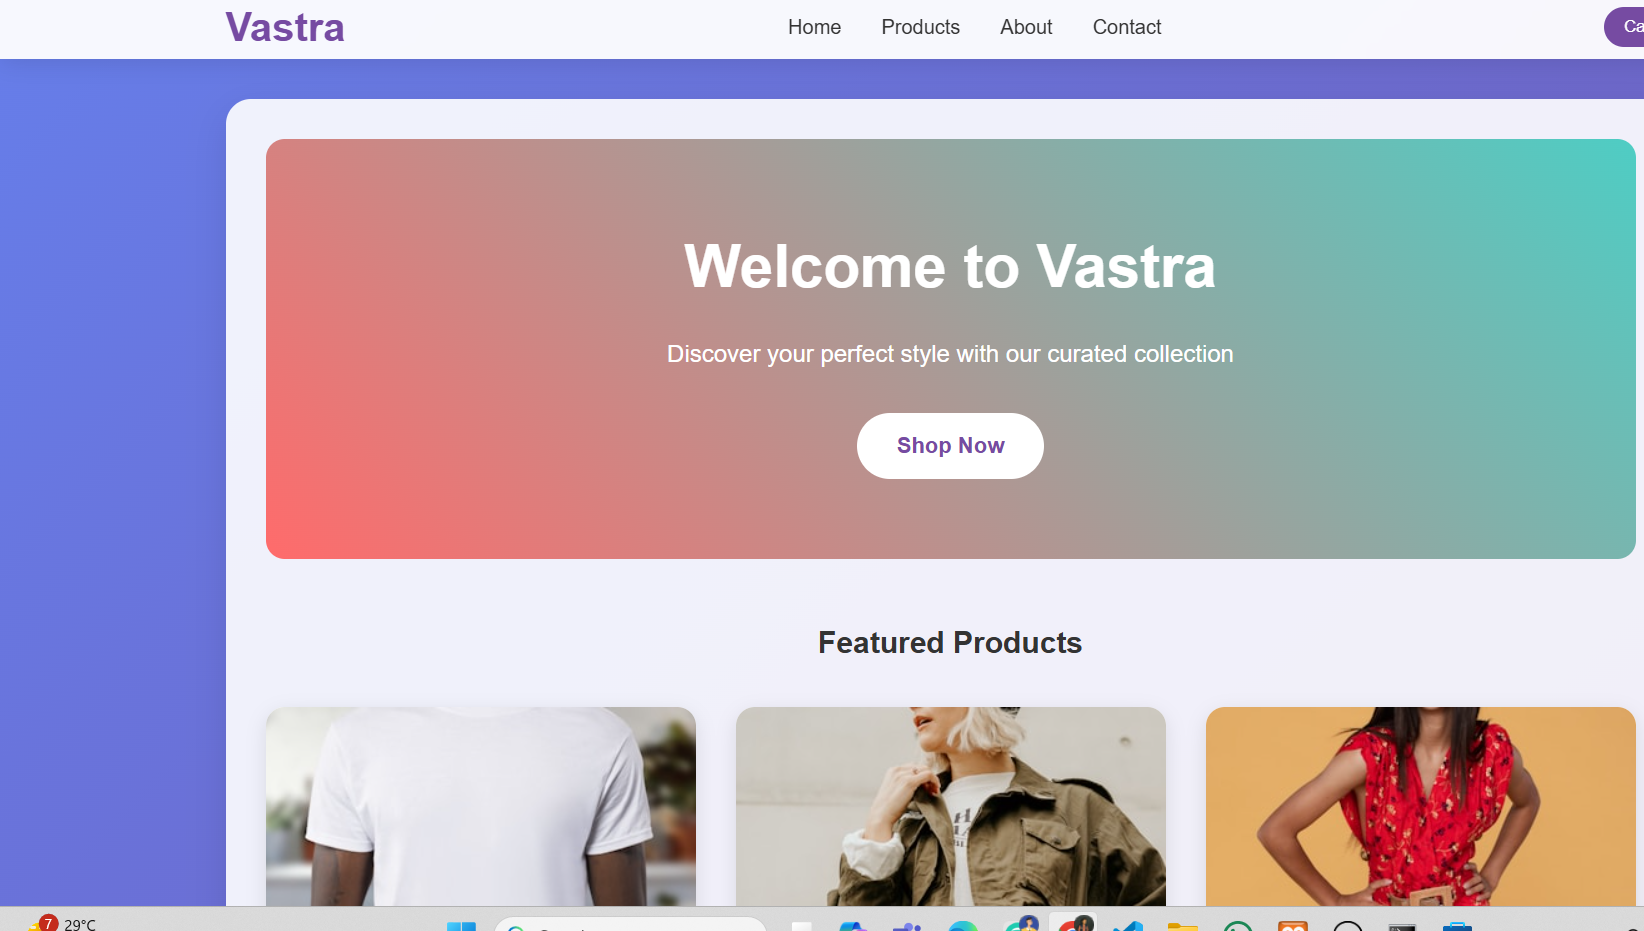 Vastra
Home Products About Contact
Ca
Welcome to Vastra
Discover your perfect style with our curated collection
Shop Now
Featured Products
7
29°C